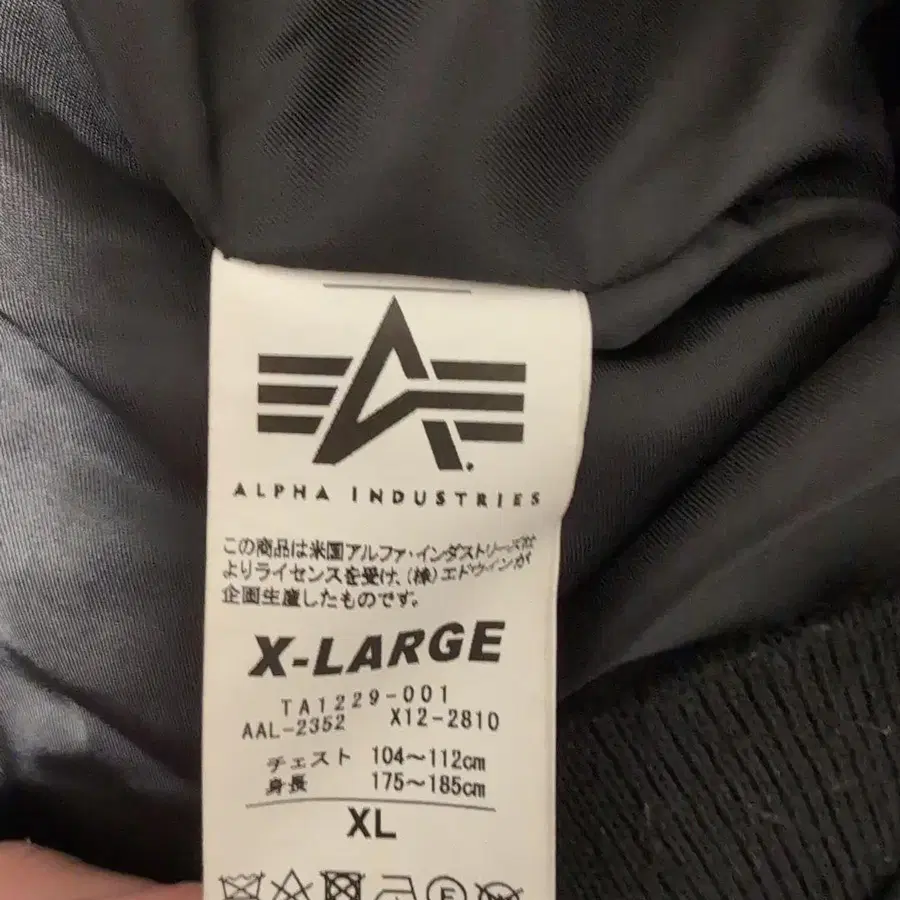 ALPHA INDUSTRIES
この商品は米国アルファ・インダストリーズ社
よりライセンスを受け、(株)エドウインが
企画生産したものです。
X-LARGE
TA1229-001
AAL-2352 X12-2810
チェスト 104～112cm
身長 175～185cm
XL